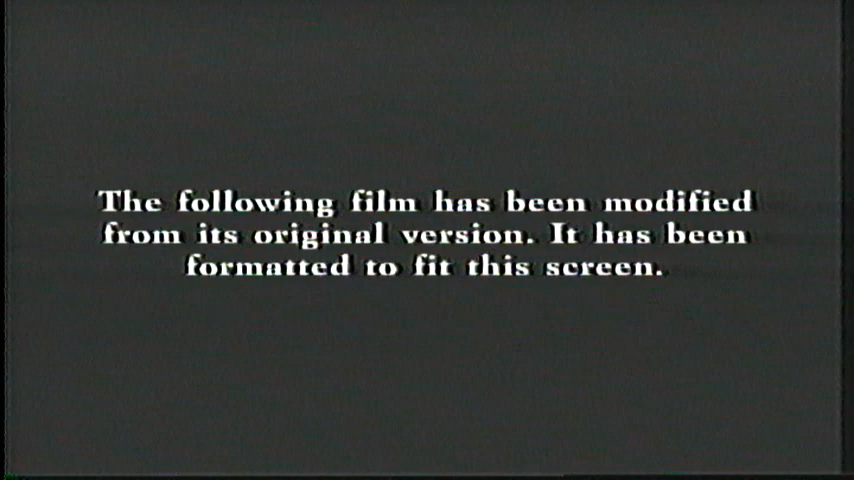 The following film has been modified
from its original version. It has been
formatted to fit this screen.